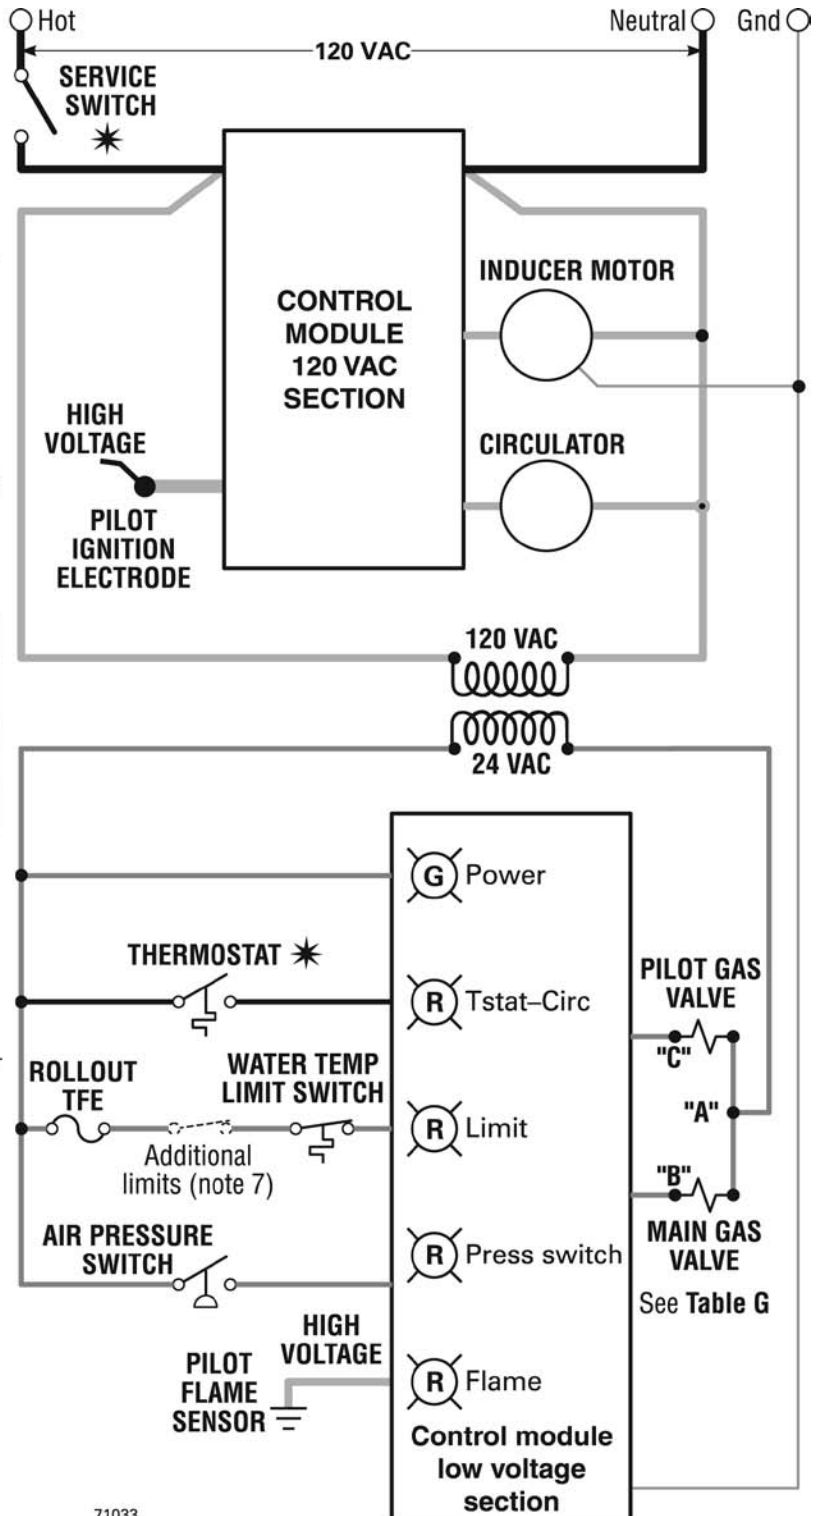 Hot
Neutral
Gnd
120 VAC
SERVICE
SWITCH
CONTROL
MODULE
120 VAC
SECTION
INDUCER MOTOR
HIGH
VOLTAGE
CIRCULATOR
PILOT
IGNITION
ELECTRODE
120 VAC
24 VAC
G Power
THERMOSTAT
R Tstat–Circ
PILOT GAS
VALVE
"C"
ROLLOUT
TFE
WATER TEMP
LIMIT SWITCH
"A"
R Limit
Additional
limits (note 7)
"B"
AIR PRESSURE
SWITCH
R Press switch
MAIN GAS
VALVE
See Table G
HIGH
VOLTAGE
PILOT
FLAME
SENSOR
R Flame
Control module
low voltage
section
71033